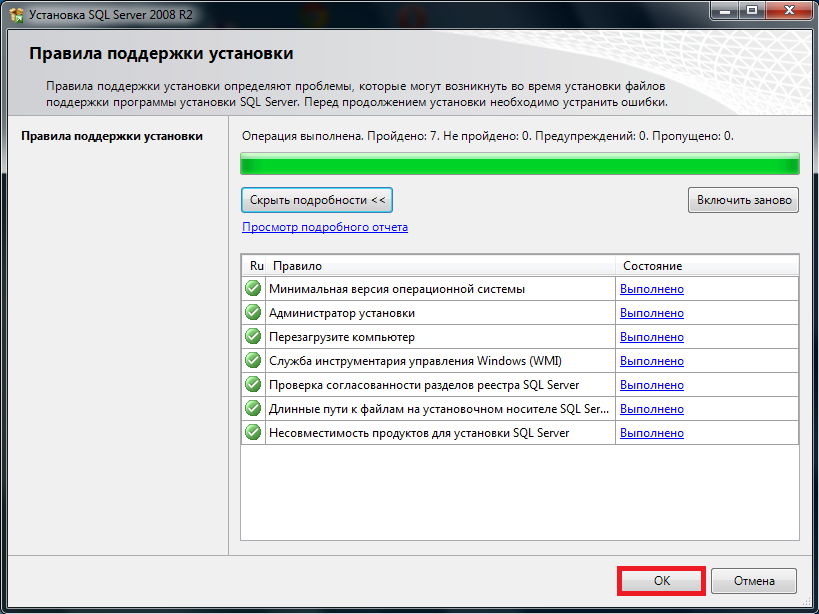 Установка SQL Server 2008 R2
Правила поддержки установки
Правила поддержки установки определяют проблемы, которые могут возникнуть во время установки файлов
поддержки программы установки SQL Server. Перед продолжением установки необходимо устранить ошибки.
Правила поддержки установки
Операция выполнена. Пройдено: 7. Не пройдено: 0. Предупреждений: 0. Пропущено: 0.
Скрыть подробности <<
Включить заново
Просмотр подробного отчета
Ru Правило Состояние
Минимальная версия операционной системы Выполнено
Администратор установки Выполнено
Перезагрузите компьютер Выполнено
Служба инструментария управления Windows (WMI) Выполнено
Проверка согласованности разделов реестра SQL Server Выполнено
Длинные пути к файлам на установочном носителе SQL Ser... Выполнено
Несовместимость продуктов для установки SQL Server Выполнено
ОК Отмена